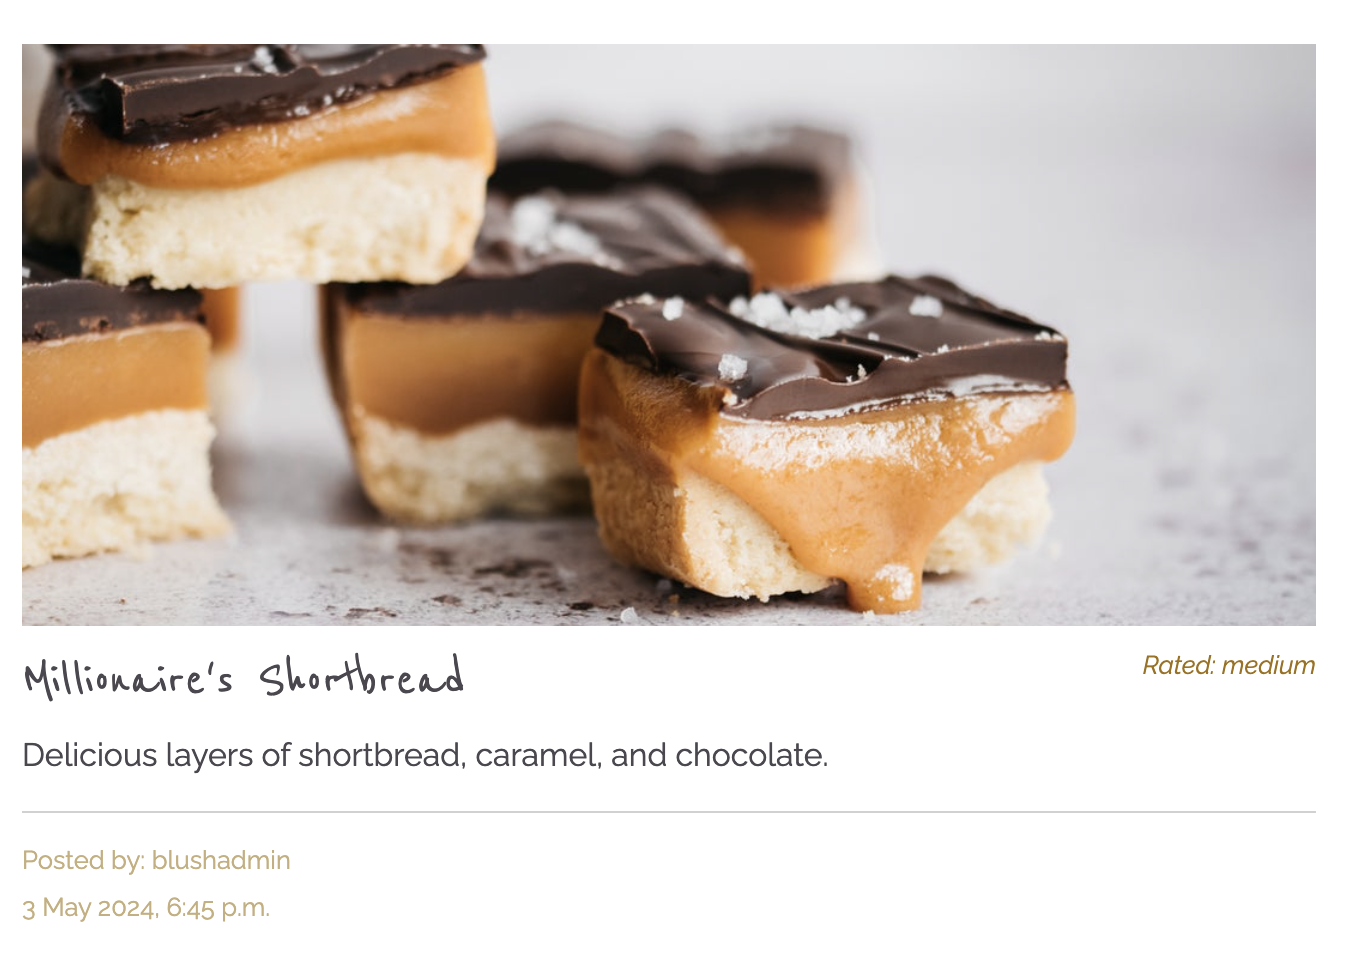 Millionaire's Shortbread
Rated: medium
Delicious layers of shortbread, caramel, and chocolate.
Posted by: blushadmin
3 May 2024, 6:45 p.m.